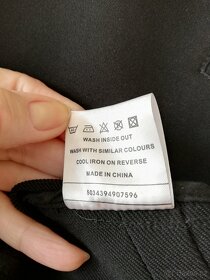 WASH INSIDE OUT
WASH WITH SIMILAR COLOURS
COOL IRON ON REVERSE
MADE IN CHINA
5034394907596